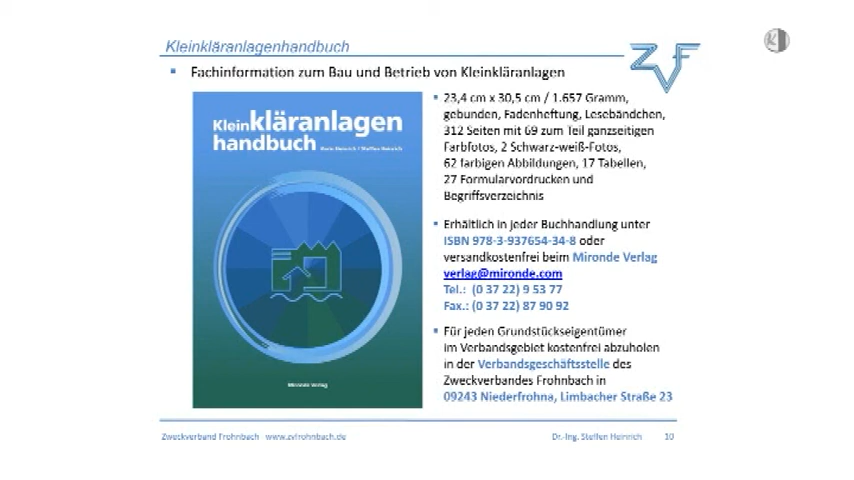 Kleinkläranlagenhandbuch
ZVF
Fachinformation zum Bau und Betrieb von Kleinkläranlagen
Kleinkläranlagen
handbuch
Steffen Heinrich
Mironde Verlag
23,4 cm x 30,5 cm / 1.657 Gramm,
gebunden, Fadenheftung, Lesebändchen,
312 Seiten mit 69 zum Teil ganzseitigen
Farbfotos, 2 Schwarz-weiß-Fotos,
62 farbigen Abbildungen, 17 Tabellen,
27 Formularvordrucken und
Begriffsverzeichnis
Erhältlich in jeder Buchhandlung unter
ISBN 978-3-937654-34-8 oder
versandkostenfrei beim Mironde Verlag
verlag@mironde.com
Tel.: (0 37 22) 9 53 77
Fax.: (0 37 22) 87 90 92
Für jeden Grundstückseigentümer
im Verbandsgebiet kostenfrei abzuholen
in der Verbandsgeschäftsstelle des
Zweckverbandes Frohnbach in
09243 Niederfrohna, Limbacher Straße 23
Zweckverband Frohnbach www.zvfrohnbach.de
Dr.-Ing. Steffen Heinrich 10